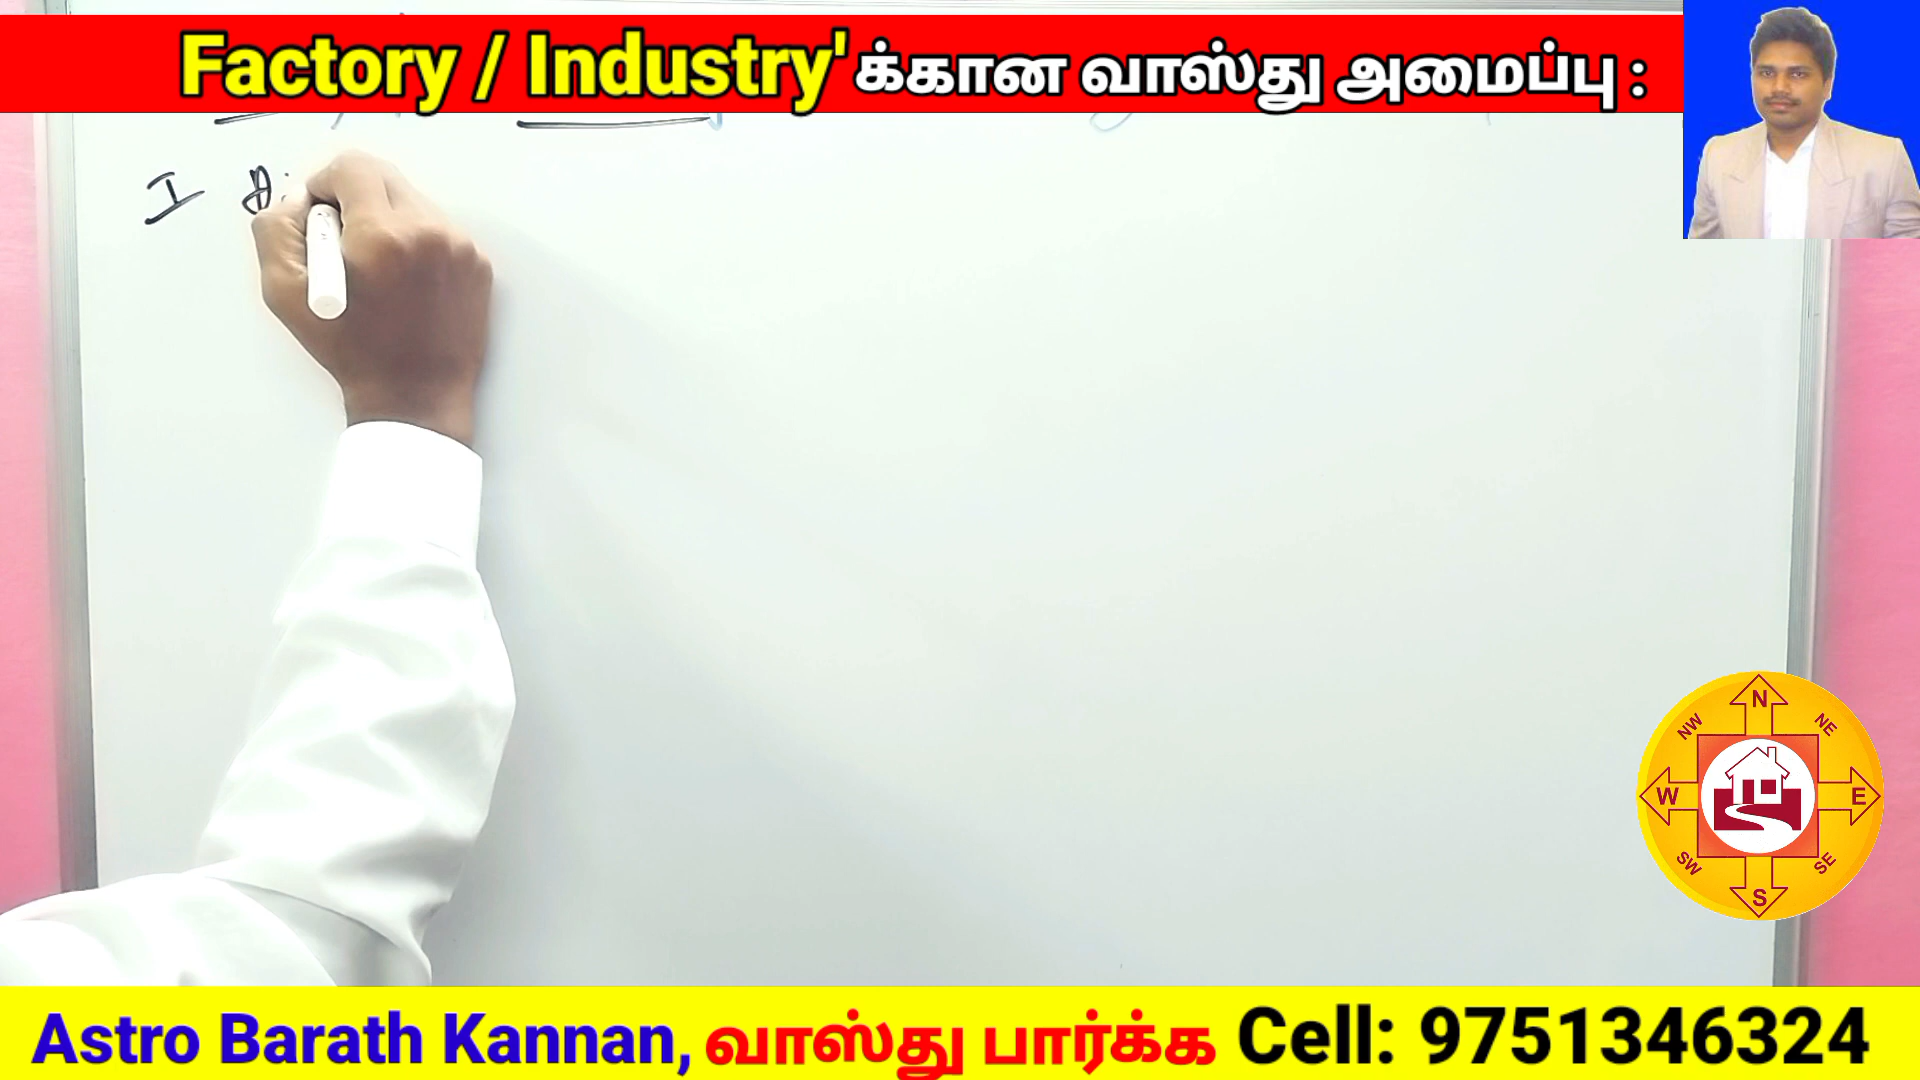 Factory / Industry'க்கான வாஸ்து அமைப்பு :
I
N
NW NE
W E
SW SE
S
Astro Barath Kannan, வாஸ்து பார்க்க Cell: 9751346324